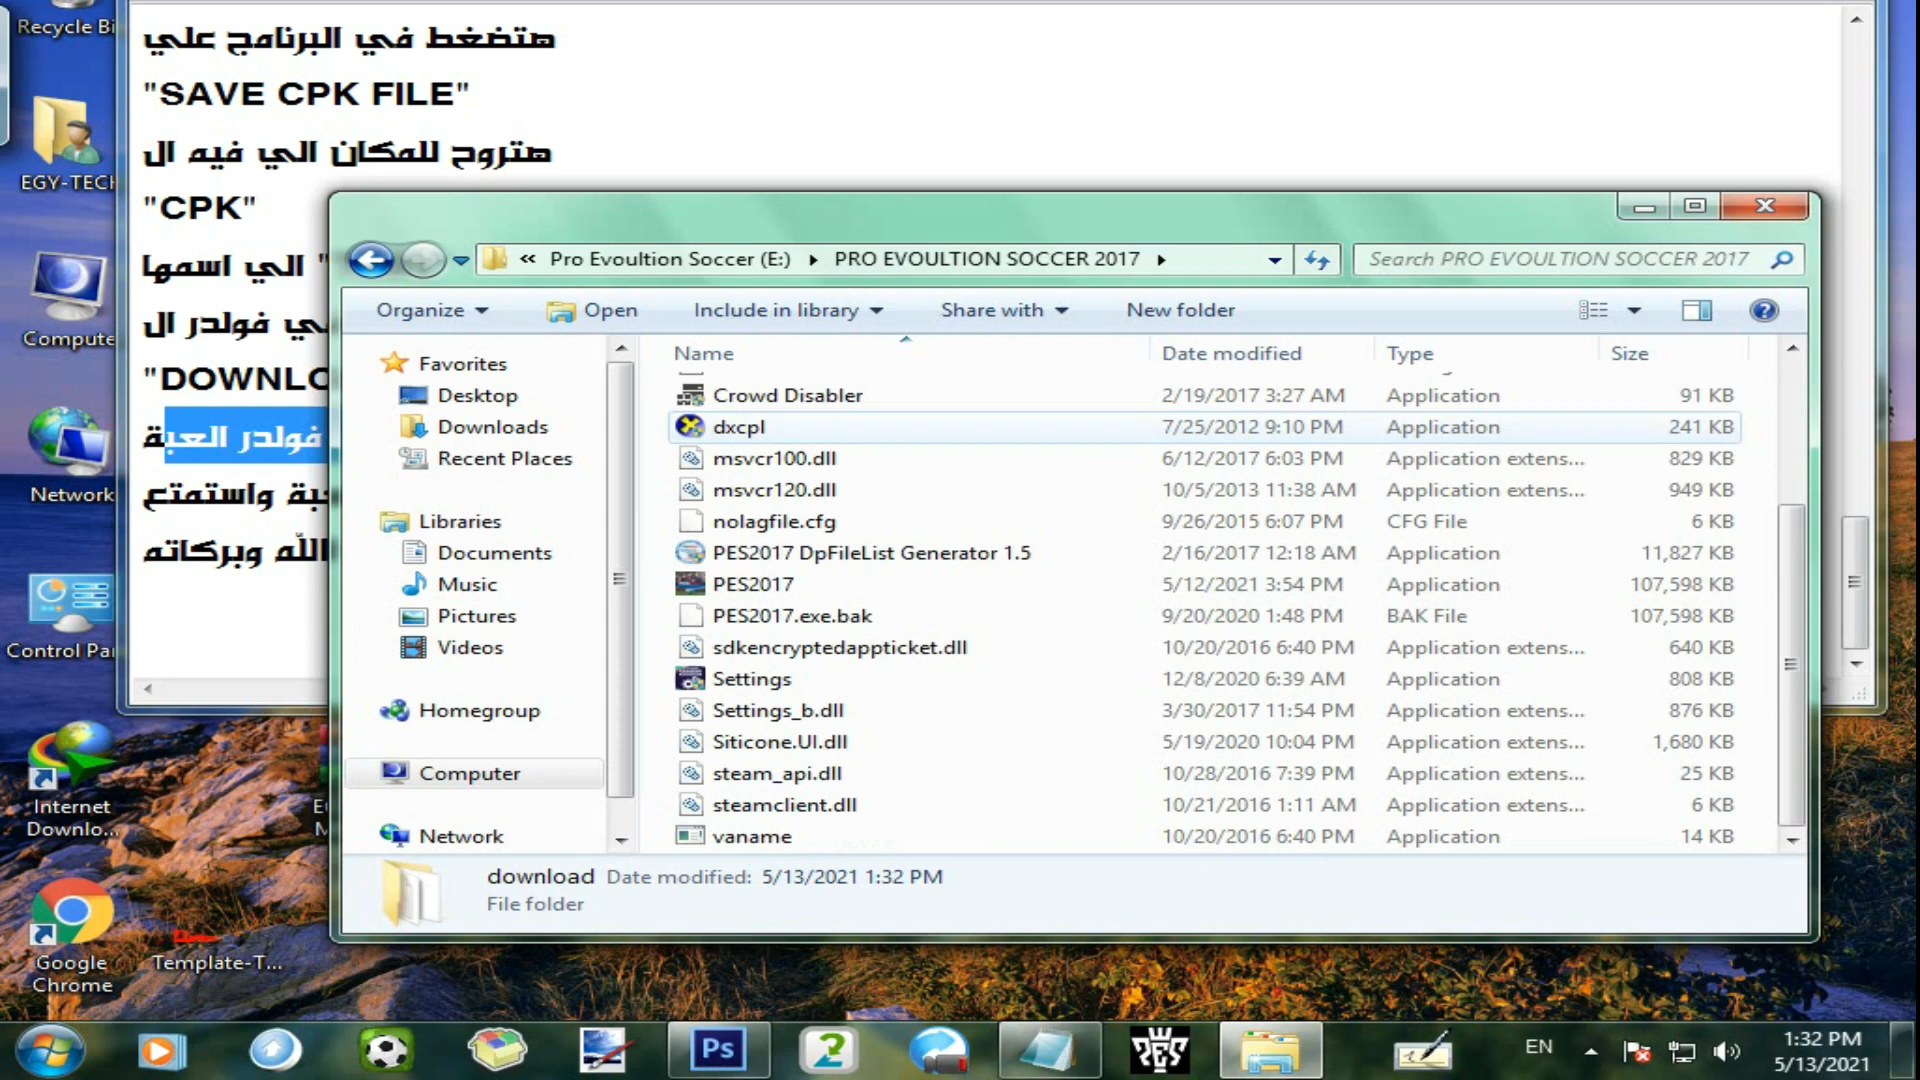 Recycle Bi
هتضغط في البرنامج علي
"SAVE CPK FILE"
هتروح للمكان الي فيه ال
"CPK"
" الي اسمها
في فولدر ال
"DOWNLO
فولدر العبة
واستمتع
الله وبركاته
EGY-TECH
Compute
Network
Control Pa
Internet
Downlo...
Google
Chrome
Template-T...
« Pro Evoultion Soccer (E:) ▸ PRO EVOULTION SOCCER 2017 ▸
Search PRO EVOULTION SOCCER 2017
Organize Open Include in library Share with New folder
Favorites
Desktop
Downloads
Recent Places
Libraries
Documents
Music
Pictures
Videos
Homegroup
Computer
Network
Name Date modified Type Size
Crowd Disabler 2/19/2017 3:27 AM Application 91 KB
dxcpl 7/25/2012 9:10 PM Application 241 KB
msvcr100.dll 6/12/2017 6:03 PM Application extens... 829 KB
msvcr120.dll 10/5/2013 11:38 AM Application extens... 949 KB
nolagfile.cfg 9/26/2015 6:07 PM CFG File 6 KB
PES2017 DpFileList Generator 1.5 2/16/2017 12:18 AM Application 11,827 KB
PES2017 5/12/2021 3:54 PM Application 107,598 KB
PES2017.exe.bak 9/20/2020 1:48 PM BAK File 107,598 KB
sdkencryptedappticket.dll 10/20/2016 6:40 PM Application extens... 640 KB
Settings 12/8/2020 6:39 AM Application 808 KB
Settings_b.dll 3/30/2017 11:54 PM Application extens... 876 KB
Siticone.UI.dll 5/19/2020 10:04 PM Application extens... 1,680 KB
steam_api.dll 10/28/2016 7:39 PM Application extens... 25 KB
steamclient.dll 10/21/2016 1:11 AM Application extens... 6 KB
vaname 10/20/2016 6:40 PM Application 14 KB
download Date modified: 5/13/2021 1:32 PM
File folder
Ps
2
PES
EN
1:32 PM
5/13/2021